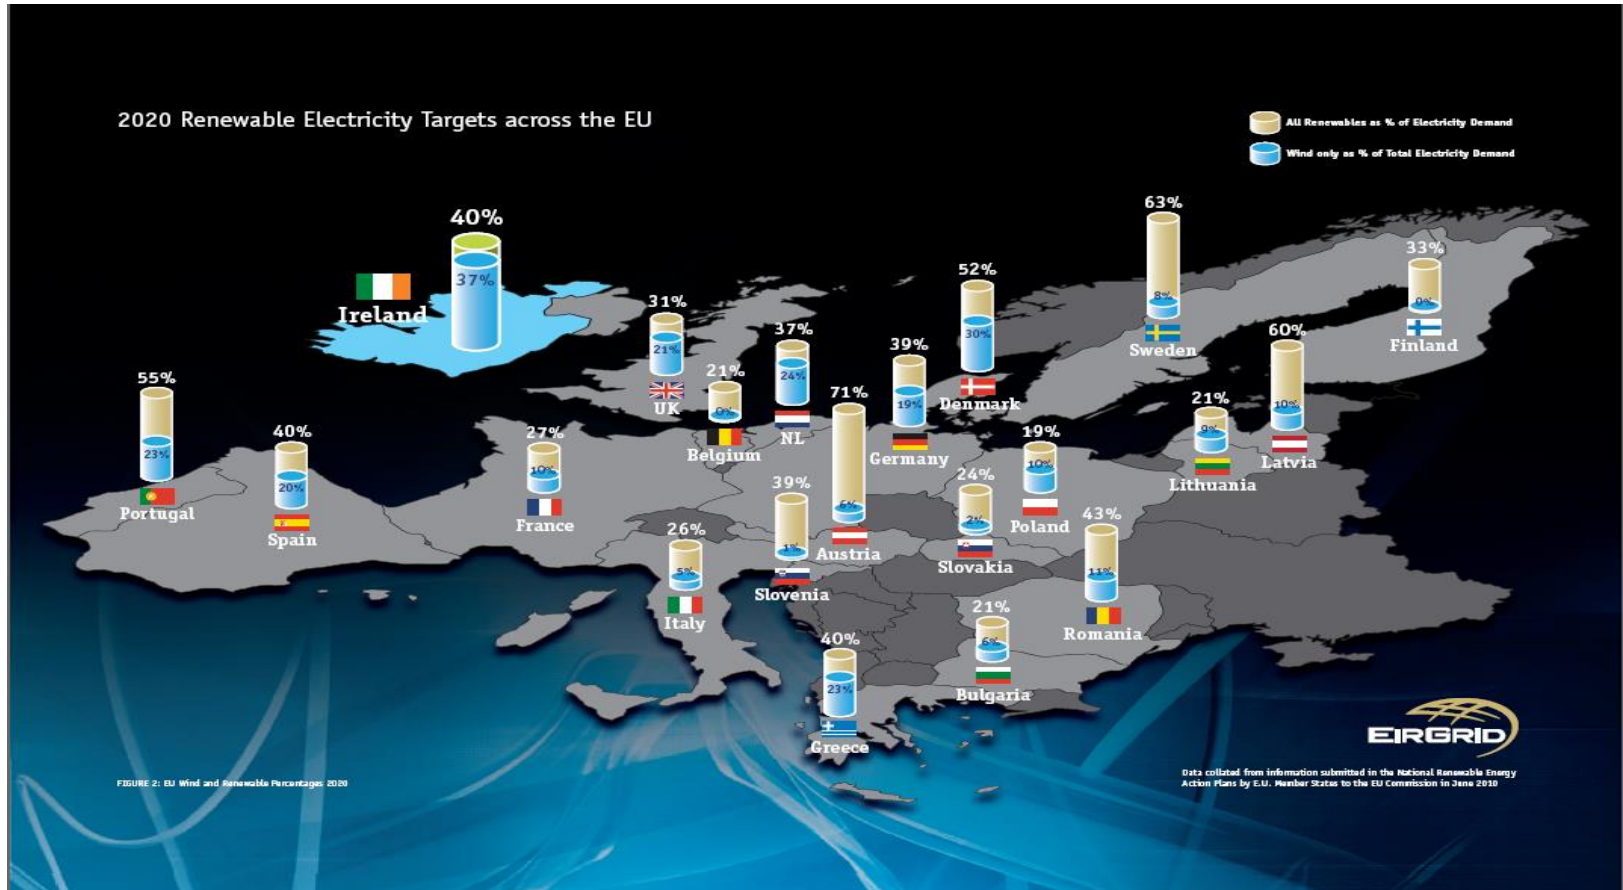 2020 Renewable Electricity Targets across the EU
All Renewables as % of Electricity Demand
Wind only as % of Total Electricity Demand
40%
37%
Ireland
31%
21%
UK
21%
0%
Belgium
37%
24%
NL
39%
19%
Germany
52%
30%
Denmark
63%
8%
Sweden
33%
0%
Finland
60%
10%
Latvia
21%
9%
Lithuania
55%
23%
Portugal
40%
20%
Spain
27%
10%
France
71%
6%
Austria
19%
10%
Poland
24%
2%
Slovakia
39%
1%
Slovenia
26%
5%
Italy
43%
11%
Romania
21%
6%
Bulgaria
40%
23%
Greece
EIRGRID
FIGURE 2: EU Wind and Renewable Percentages 2020
Data collated from information submitted in the National Renewable Energy
Action Plans by E.U. Member States to the EU Commission in June 2010